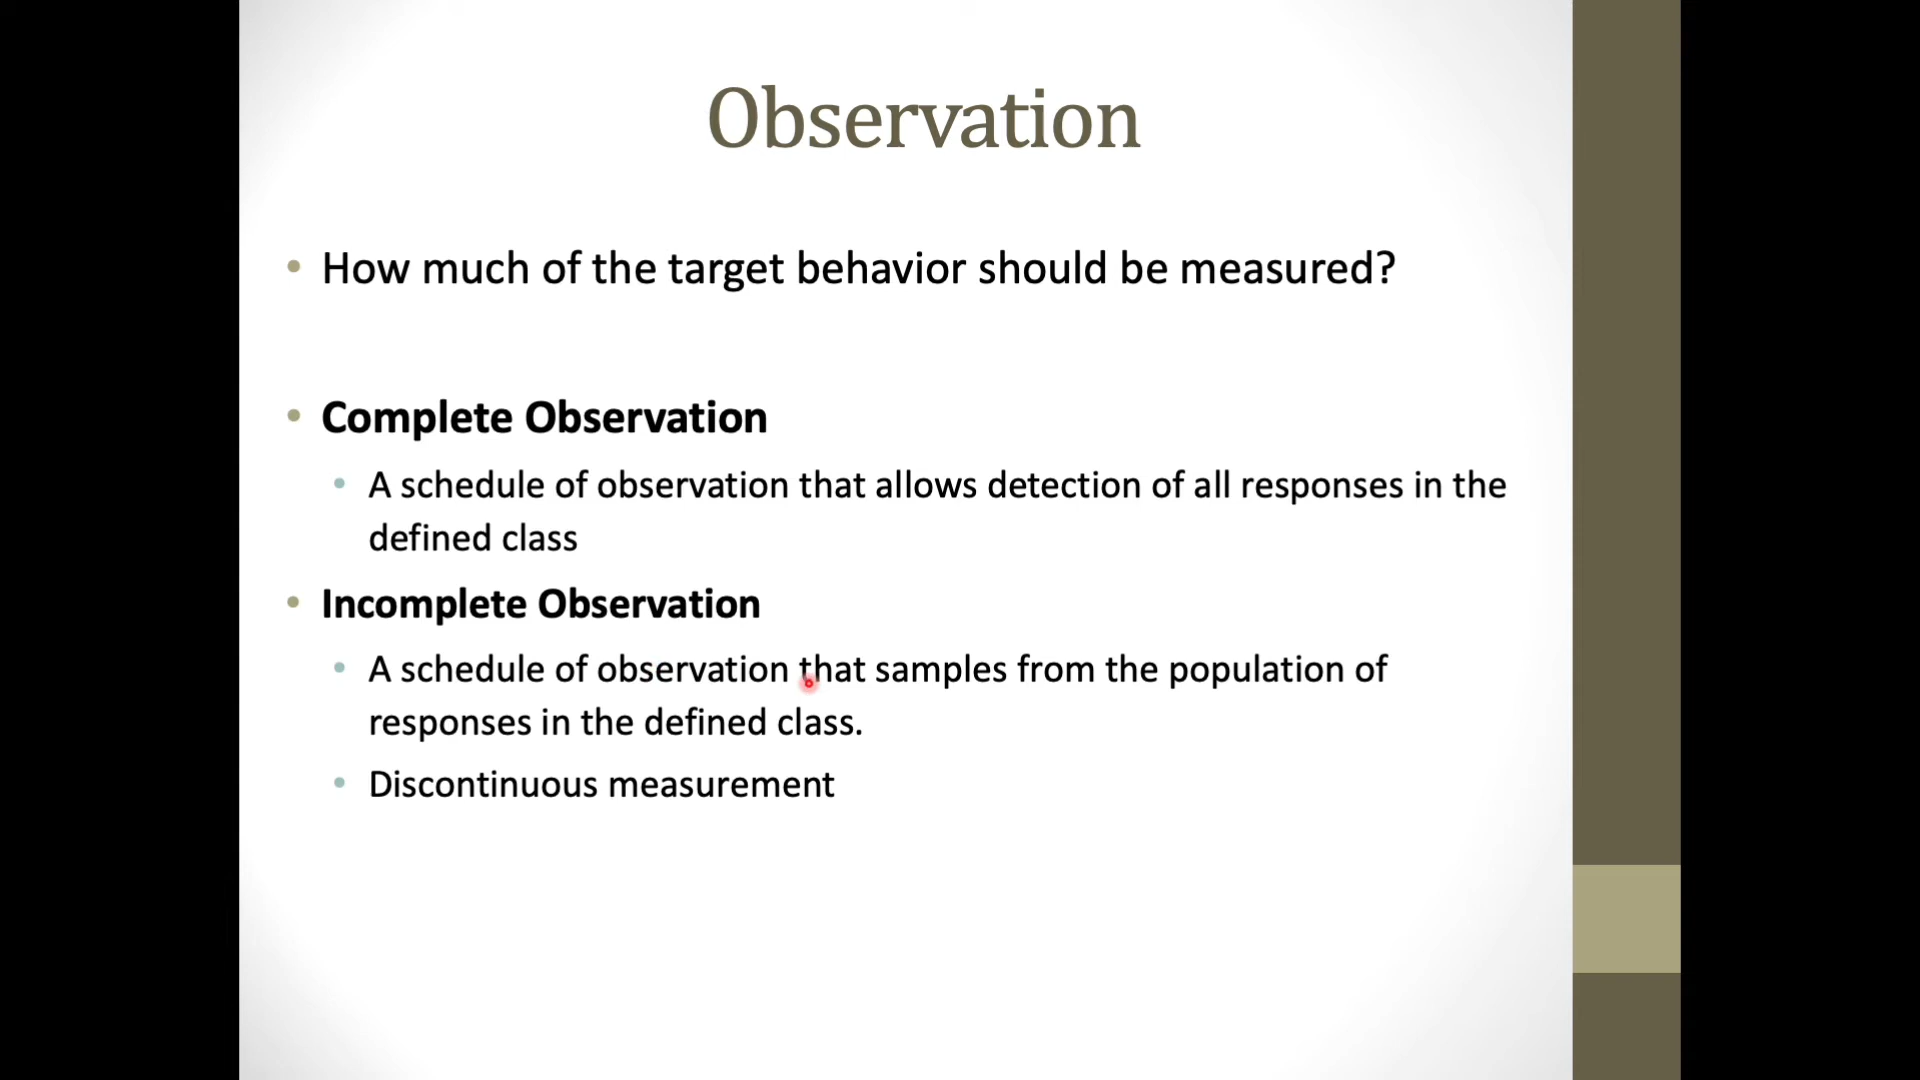 Observation
• How much of the target behavior should be measured?
• Complete Observation
• A schedule of observation that allows detection of all responses in the
defined class
• Incomplete Observation
• A schedule of observation that samples from the population of
responses in the defined class.
• Discontinuous measurement